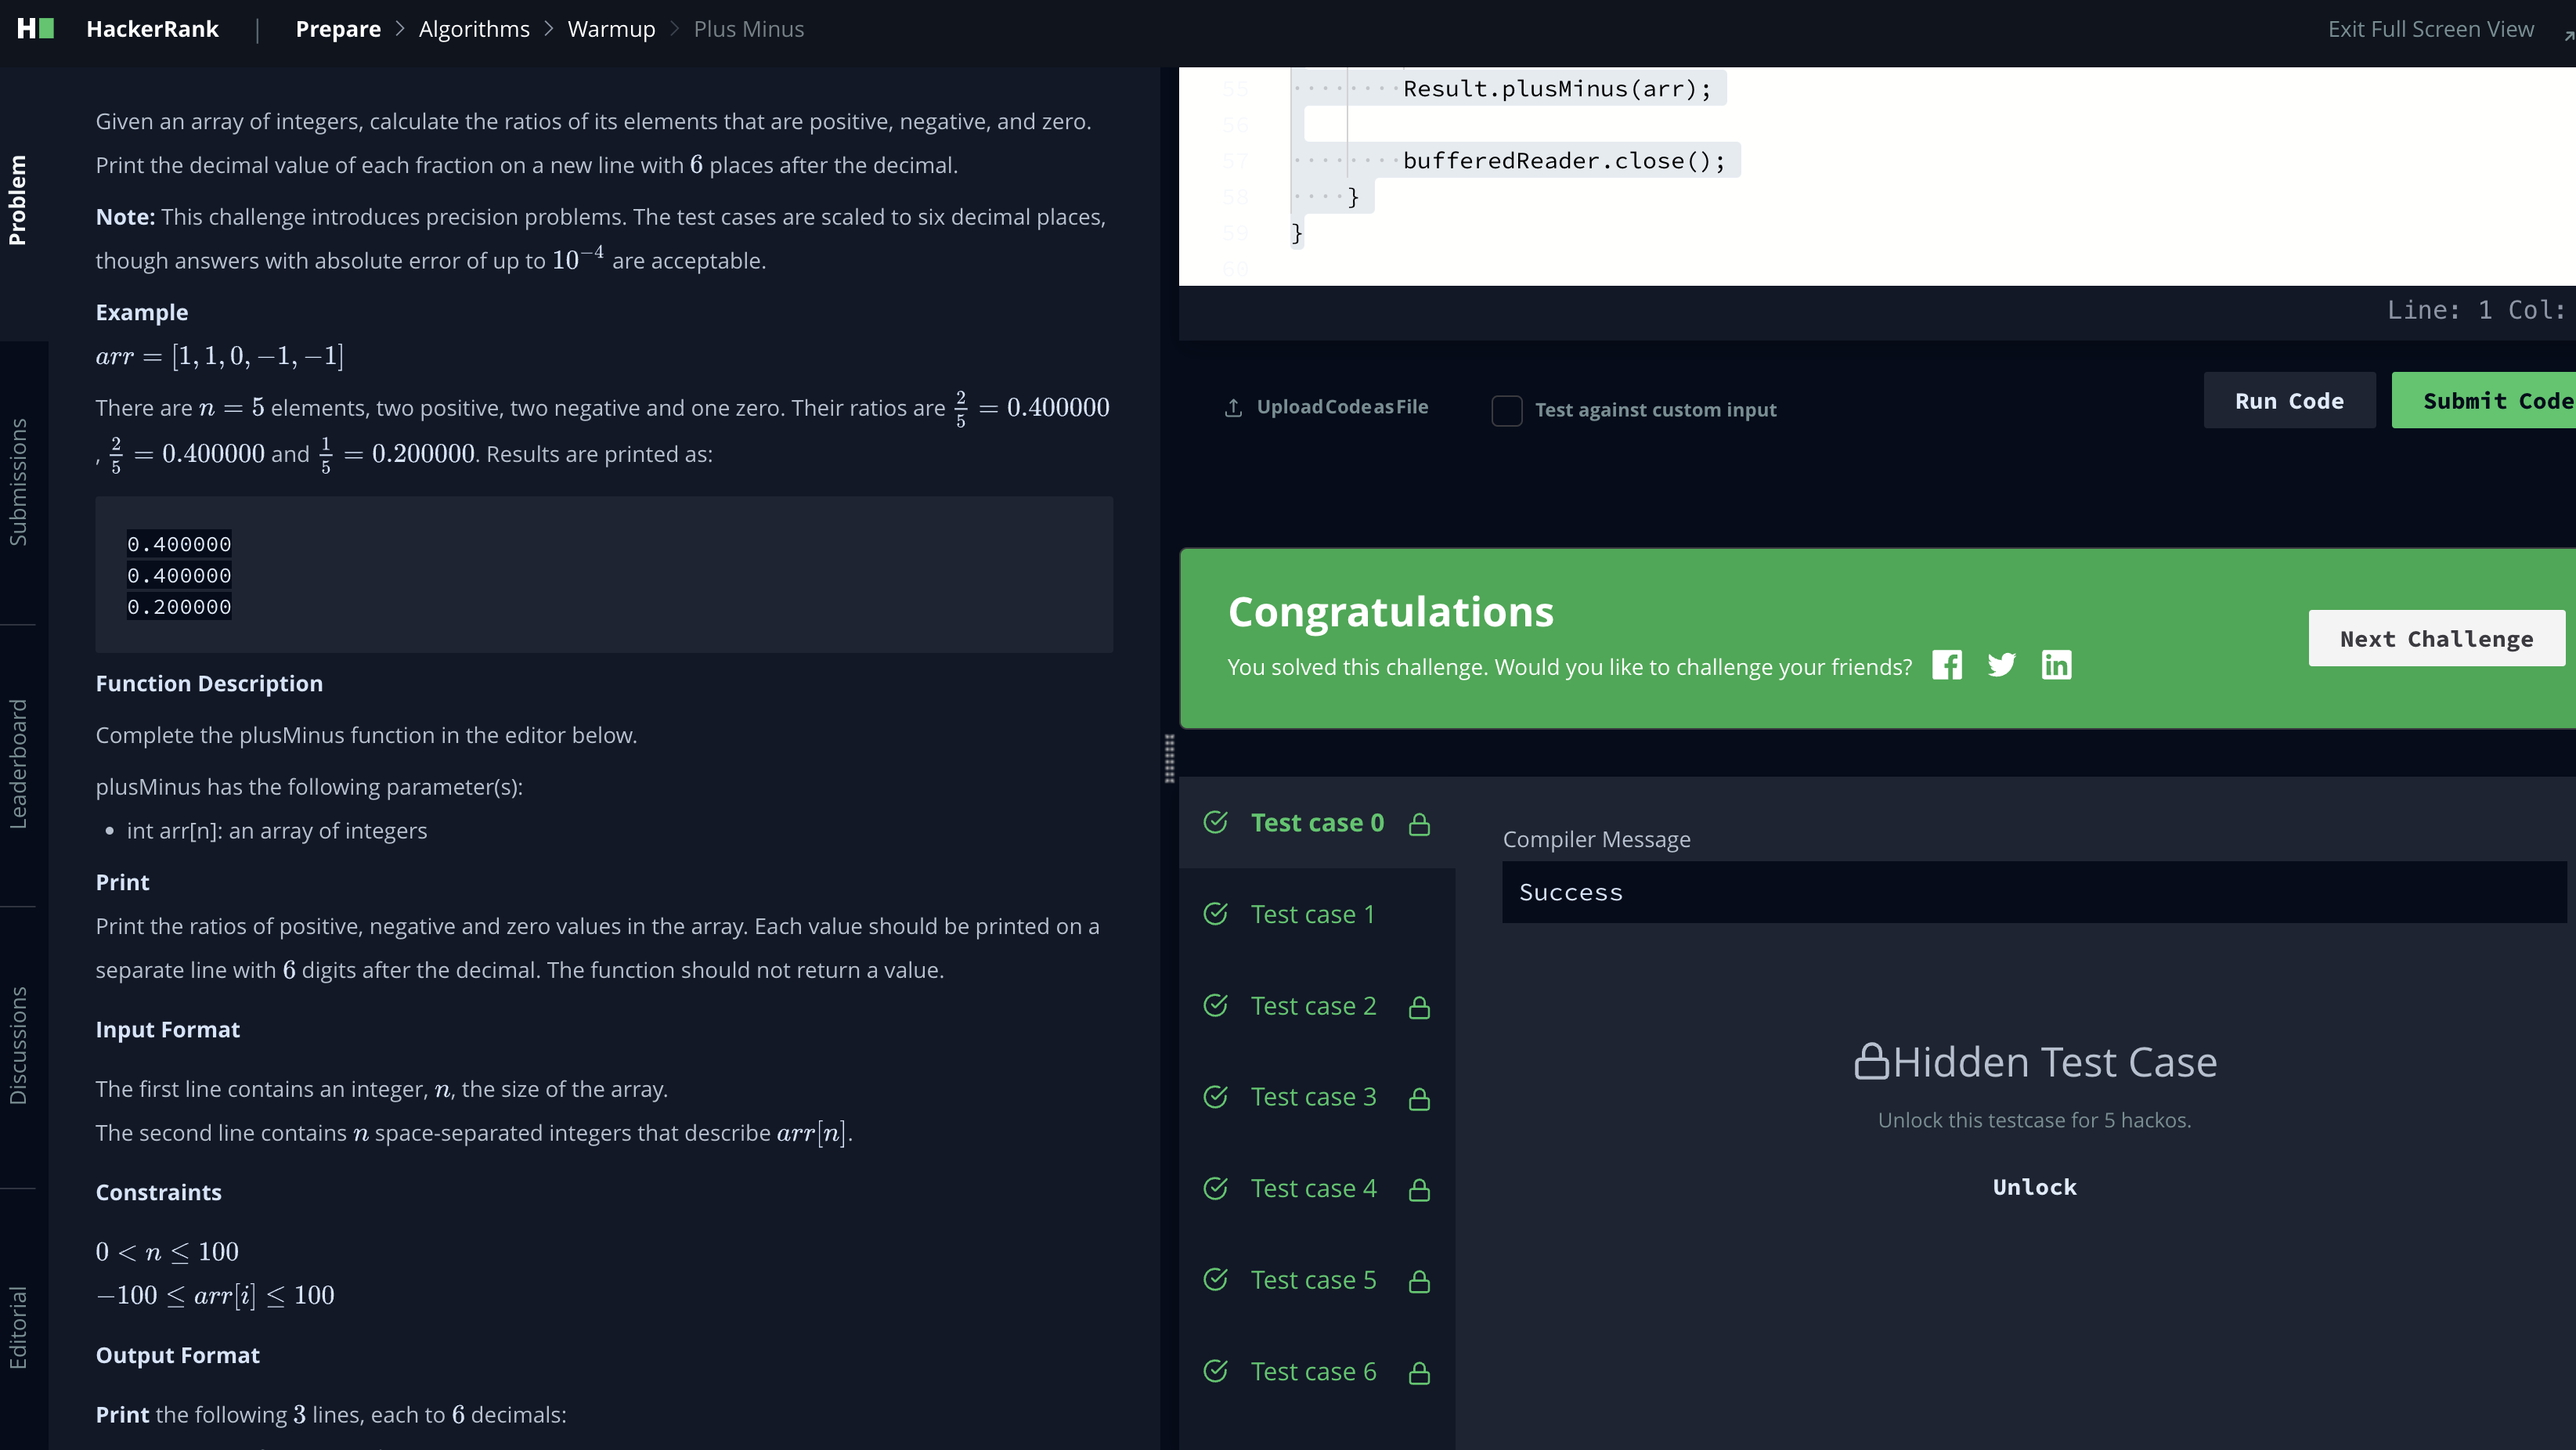 H
HackerRank | Prepare > Algorithms > Warmup > Plus Minus
Exit Full Screen View
Problem
Submissions
Leaderboard
Discussions
Editorial
Given an array of integers, calculate the ratios of its elements that are positive, negative, and zero.
Print the decimal value of each fraction on a new line with 6 places after the decimal.
Note: This challenge introduces precision problems. The test cases are scaled to six decimal places,
though answers with absolute error of up to 10⁻⁴ are acceptable.
Example
arr = [1, 1, 0, −1, −1]
There are n = 5 elements, two positive, two negative and one zero. Their ratios are 2/5 = 0.400000
, 2/5 = 0.400000 and 1/5 = 0.200000. Results are printed as:
0.400000
0.400000
0.200000
Function Description
Complete the plusMinus function in the editor below.
plusMinus has the following parameter(s):
• int arr[n]: an array of integers
Print
Print the ratios of positive, negative and zero values in the array. Each value should be printed on a
separate line with 6 digits after the decimal. The function should not return a value.
Input Format
The first line contains an integer, n, the size of the array.
The second line contains n space-separated integers that describe arr[n].
Constraints
0 < n ≤ 100
−100 ≤ arr[i] ≤ 100
Output Format
Print the following 3 lines, each to 6 decimals:
55 Result.plusMinus(arr);
56
57 bufferedReader.close();
58 }
59 }
60
Line: 1 Col:
Upload Code as File
Test against custom input
Run Code
Submit Code
Congratulations
You solved this challenge. Would you like to challenge your friends?
Next Challenge
Test case 0
Test case 1
Test case 2
Test case 3
Test case 4
Test case 5
Test case 6
Compiler Message
Success
Hidden Test Case
Unlock this testcase for 5 hackos.
Unlock